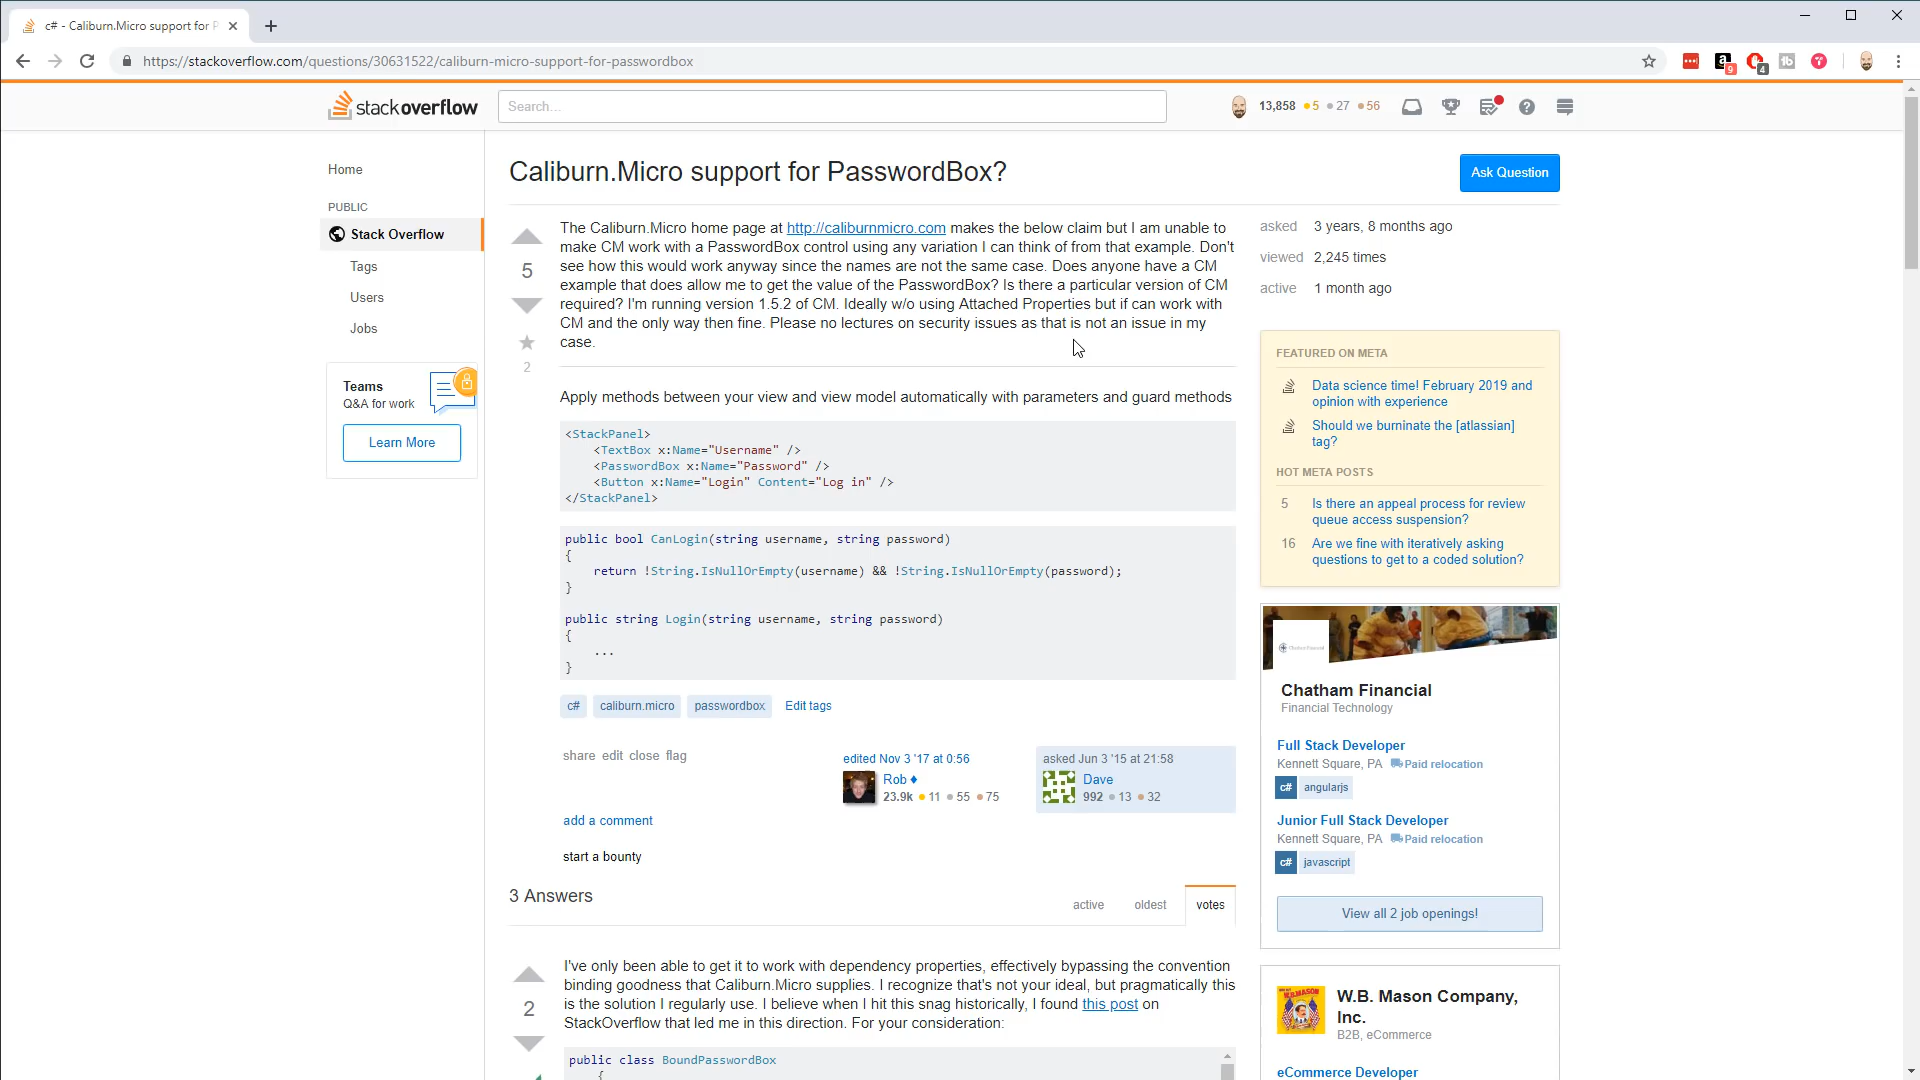 c# - Caliburn.Micro support for P
https://stackoverflow.com/questions/30631522/caliburn-micro-support-for-passwordbox
9
4
stackoverflow
Search...
13,858 5 27 56
Home
PUBLIC
Stack Overflow
Tags
Users
Jobs
Teams
Q&A for work
Learn More
Caliburn.Micro support for PasswordBox?
Ask Question
5
2
The Caliburn.Micro home page at http://caliburnmicro.com makes the below claim but I am unable to
make CM work with a PasswordBox control using any variation I can think of from that example. Don't
see how this would work anyway since the names are not the same case. Does anyone have a CM
example that does allow me to get the value of the PasswordBox? Is there a particular version of CM
required? I'm running version 1.5.2 of CM. Ideally w/o using Attached Properties but if can work with
CM and the only way then fine. Please no lectures on security issues as that is not an issue in my
case.
Apply methods between your view and view model automatically with parameters and guard methods
<StackPanel>
<TextBox x:Name="Username" />
<PasswordBox x:Name="Password" />
<Button x:Name="Login" Content="Log in" />
</StackPanel>
public bool CanLogin(string username, string password)
{
return !String.IsNullOrEmpty(username) && !String.IsNullOrEmpty(password);
}
public string Login(string username, string password)
{
...
}
c# caliburn.micro passwordbox Edit tags
share edit close flag
edited Nov 3 '17 at 0:56
Rob ♦
23.9k 11 55 75
asked Jun 3 '15 at 21:58
Dave
992 13 32
add a comment
start a bounty
3 Answers
active oldest votes
2
I've only been able to get it to work with dependency properties, effectively bypassing the convention
binding goodness that Caliburn.Micro supplies. I recognize that's not your ideal, but pragmatically this
is the solution I regularly use. I believe when I hit this snag historically, I found this post on
StackOverflow that led me in this direction. For your consideration:
public class BoundPasswordBox
{
asked 3 years, 8 months ago
viewed 2,245 times
active 1 month ago
FEATURED ON META
Data science time! February 2019 and
opinion with experience
Should we burninate the [atlassian]
tag?
HOT META POSTS
5 Is there an appeal process for review
queue access suspension?
16 Are we fine with iteratively asking
questions to get to a coded solution?
Chatham Financial
Chatham Financial
Financial Technology
Full Stack Developer
Kennett Square, PA Paid relocation
c# angularjs
Junior Full Stack Developer
Kennett Square, PA Paid relocation
c# javascript
View all 2 job openings!
W.B. Mason Company,
Inc.
B2B, eCommerce
eCommerce Developer